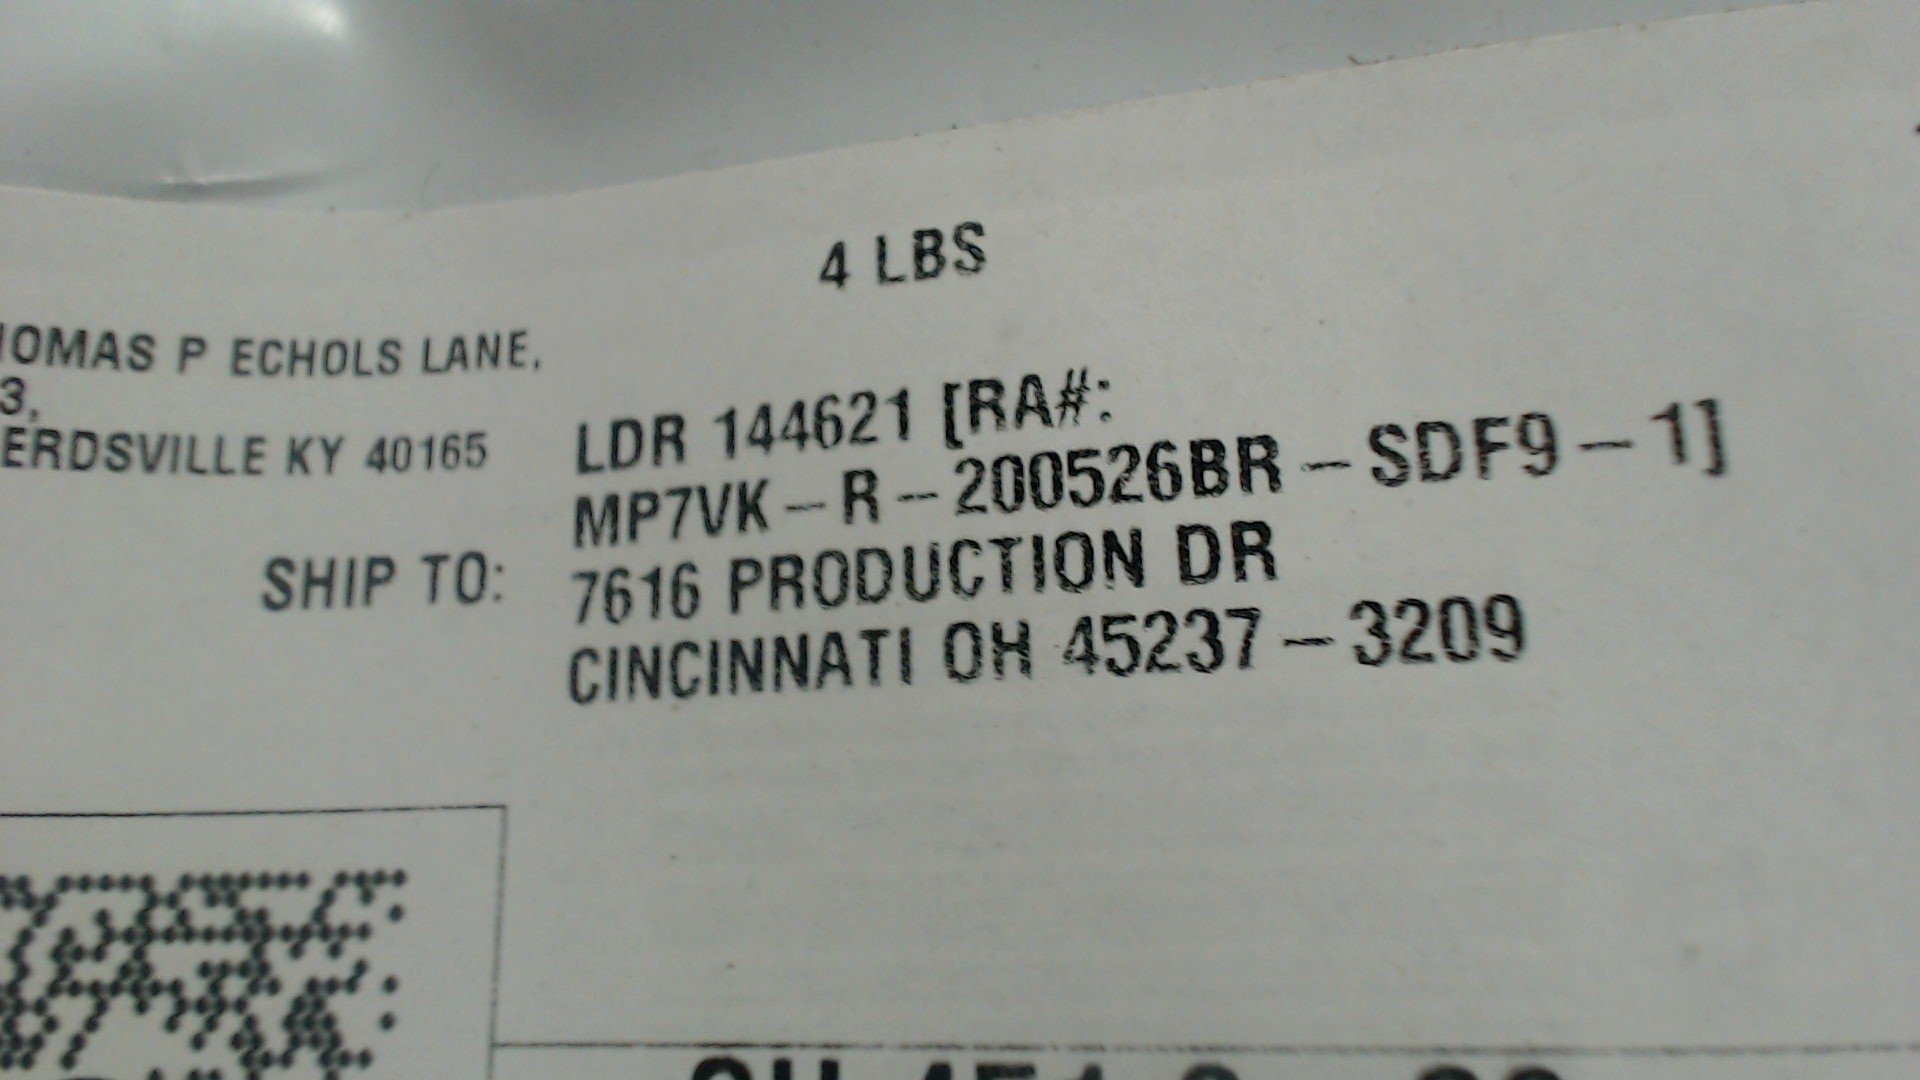 4 LBS
HOMAS P ECHOLS LANE,
3,
ERDSVILLE KY 40165
LDR 144621 [RA#:
MP7VK-R-200526BR-SDF9-1]
SHIP TO: 7616 PRODUCTION DR
CINCINNATI OH 45237-3209